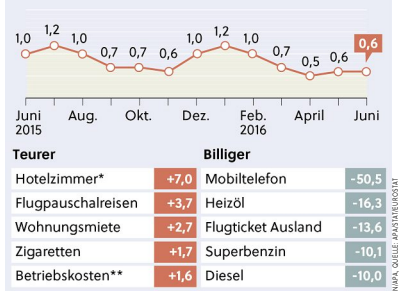 1,0 1,2 1,0 0,7 0,7 0,6 1,0 1,2 1,0 0,7 0,5 0,6 0,6
Juni Aug. Okt. Dez. Feb. April Juni
2015 2016
Teurer Billiger
Hotelzimmer* +7,0 Mobiltelefon -50,5
Flugpauschalreisen +3,7 Heizöl -16,3
Wohnungsmiete +2,7 Flugticket Ausland -13,6
Zigaretten +1,7 Superbenzin -10,1
Betriebskosten** +1,6 Diesel -10,0
N/APA, QUELLE: APA/STAT/EUROSTAT